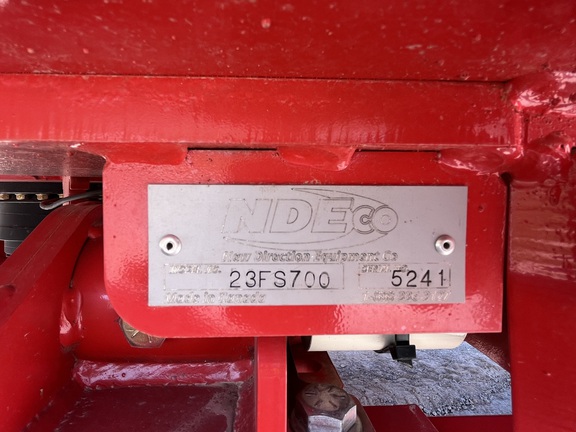 NDEco
New Direction Equipment Co
23FS700 5241
Made in Canada